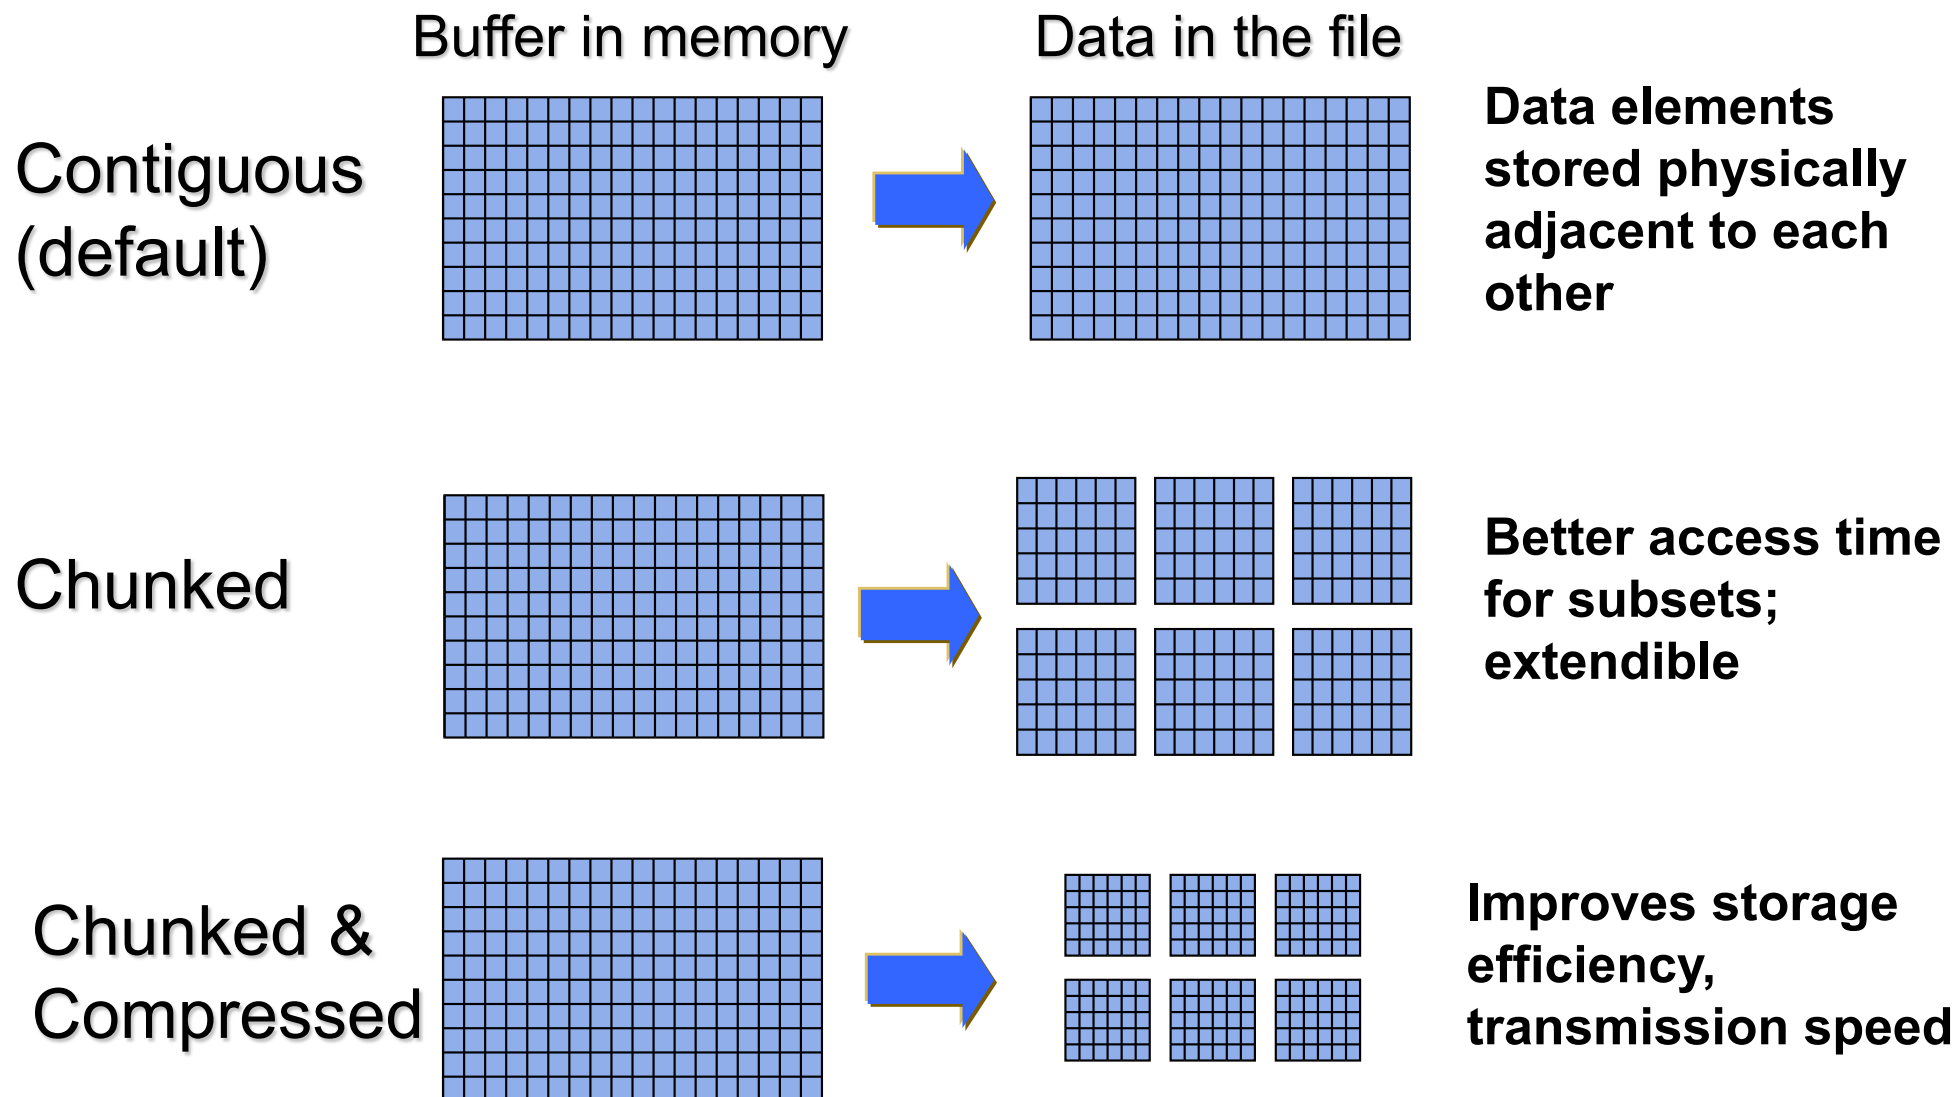 Buffer in memory
Data in the file
Contiguous
(default)
Data elements
stored physically
adjacent to each
other
Chunked
Better access time
for subsets;
extendible
Chunked &
Compressed
Improves storage
efficiency,
transmission speed